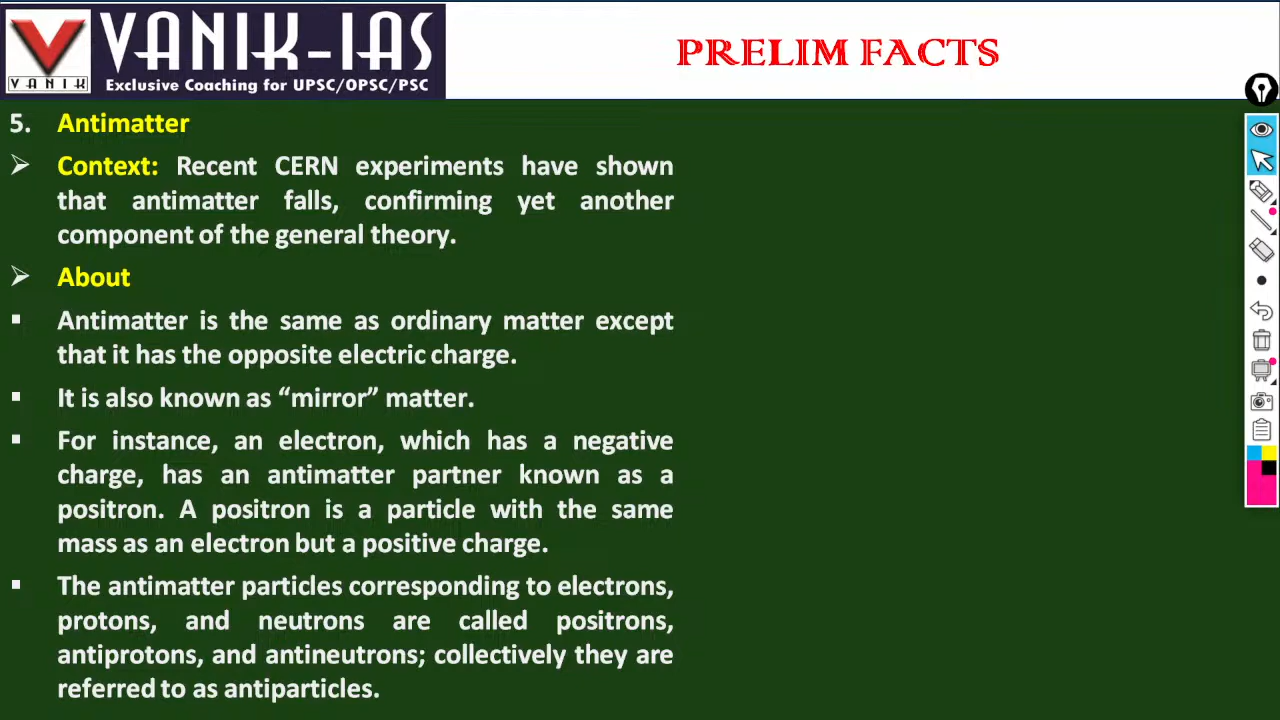 VANIK-IAS
VANIK
Exclusive Coaching for UPSC/OPSC/PSC
PRELIM FACTS
5. Antimatter
Context: Recent CERN experiments have shown
that antimatter falls, confirming yet another
component of the general theory.
About
Antimatter is the same as ordinary matter except
that it has the opposite electric charge.
It is also known as “mirror” matter.
For instance, an electron, which has a negative
charge, has an antimatter partner known as a
positron. A positron is a particle with the same
mass as an electron but a positive charge.
The antimatter particles corresponding to electrons,
protons, and neutrons are called positrons,
antiprotons, and antineutrons; collectively they are
referred to as antiparticles.